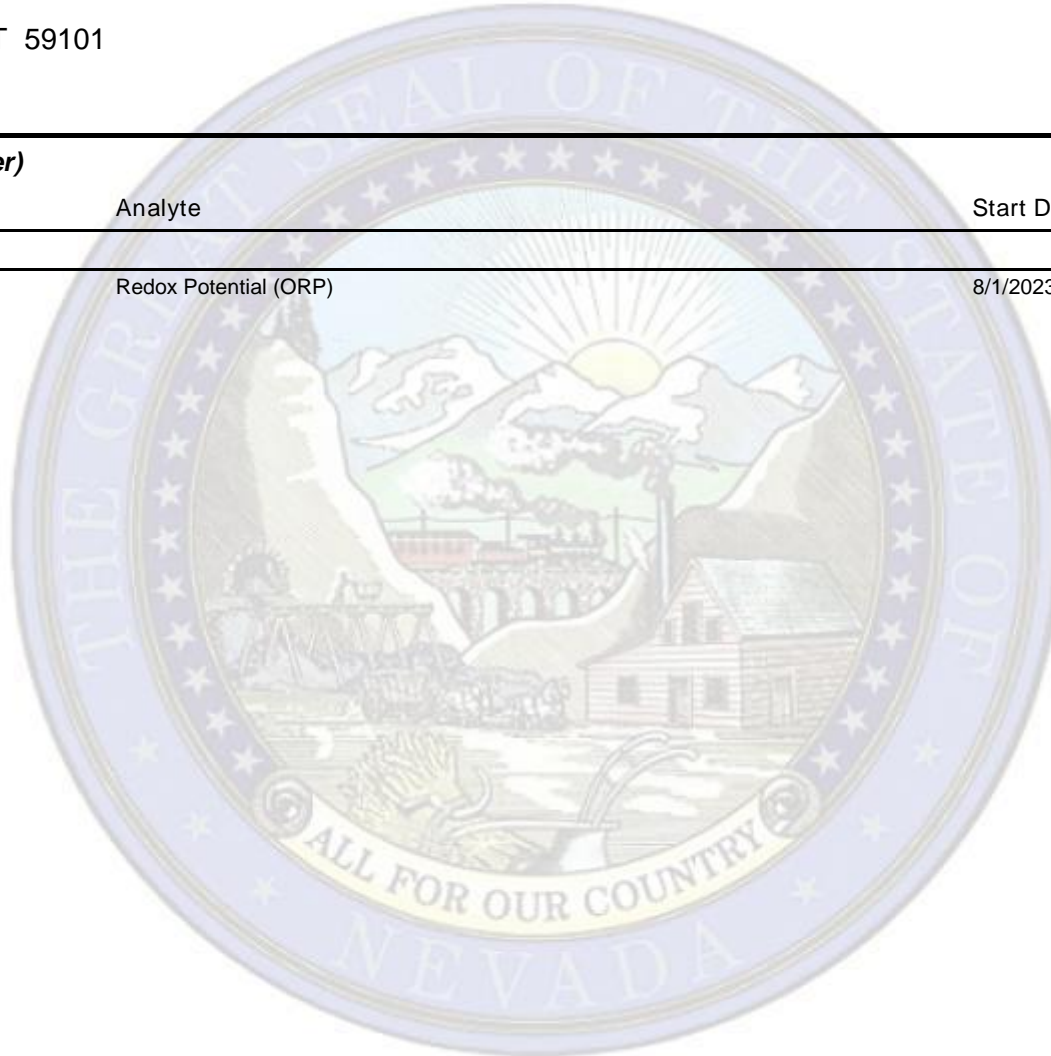 T 59101
er)
Analyte Start D
Redox Potential (ORP) 8/1/2023
THE GREAT SEAL OF THE STATE OF
ALL FOR OUR COUNTRY
NEVADA